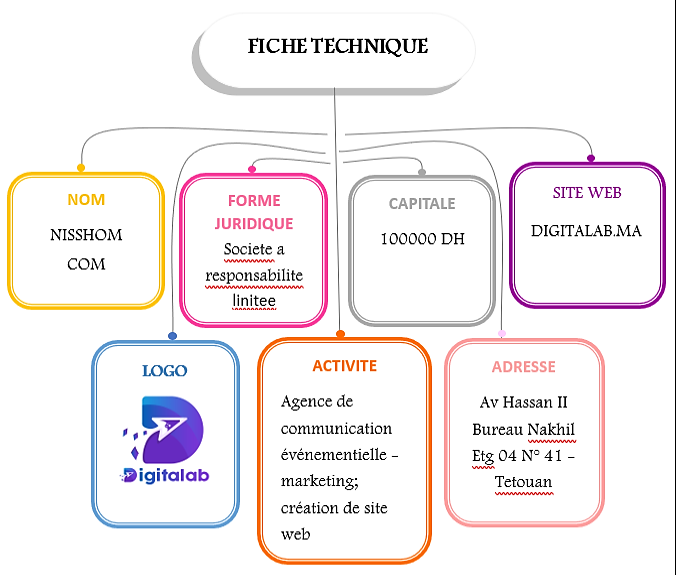 FICHE TECHNIQUE
NOM
NISSHOM
COM
FORME
JURIDIQUE
Societe a
responsabilite
linitee
CAPITALE
100000 DH
SITE WEB
DIGITALAB.MA
LOGO
Digitalab
ACTIVITE
Agence de
communication
événementielle –
marketing;
création de site
web
ADRESSE
Av Hassan II
Bureau Nakhil
Etg 04 N° 41 –
Tetouan